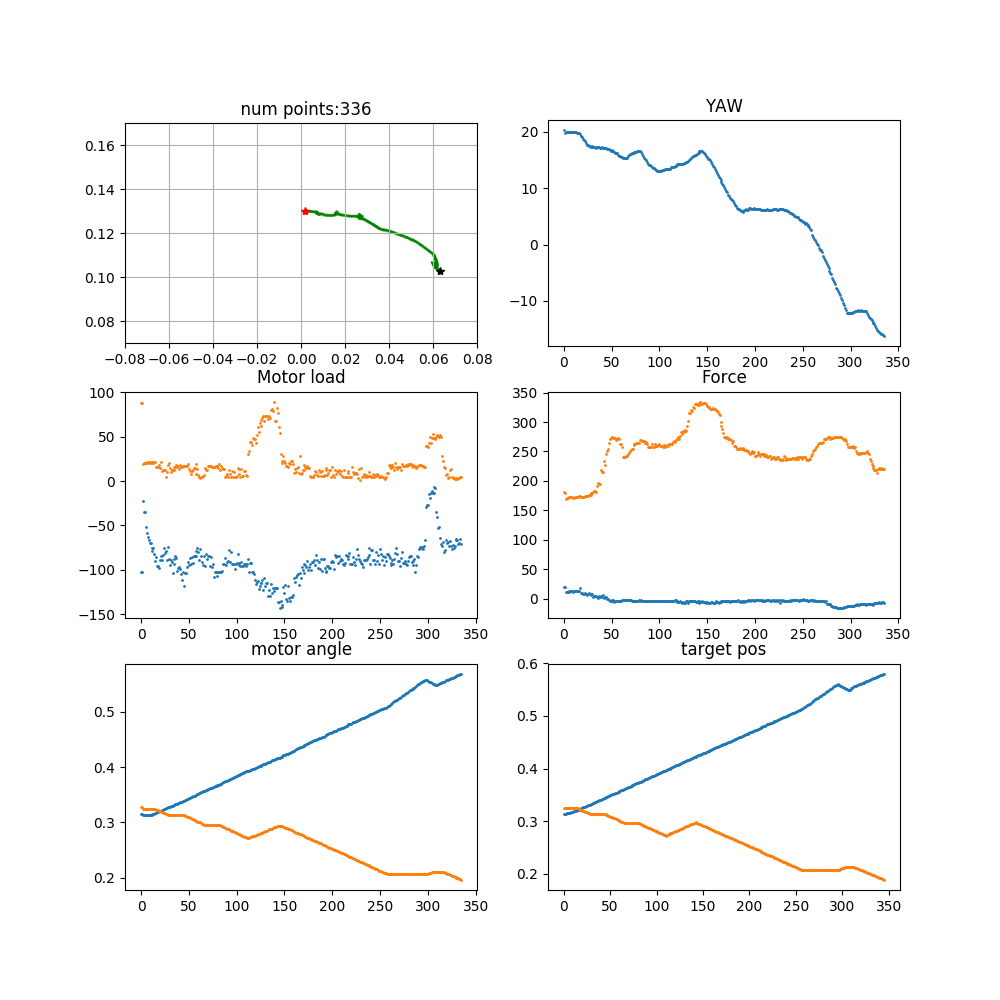 num points:336
YAW
0.16
0.14
0.12
0.10
0.08
−0.08 −0.06 −0.04 −0.02 0.00 0.02 0.04 0.06 0.08
20
10
0
−10
0 50 100 150 200 250 300 350
Motor load
Force
100
50
0
−50
−100
−150
0 50 100 150 200 250 300 350
350
300
250
200
150
100
50
0
0 50 100 150 200 250 300 350
motor angle
target pos
0.5
0.4
0.3
0.2
0 50 100 150 200 250 300 350
0.6
0.5
0.4
0.3
0.2
0 50 100 150 200 250 300 350